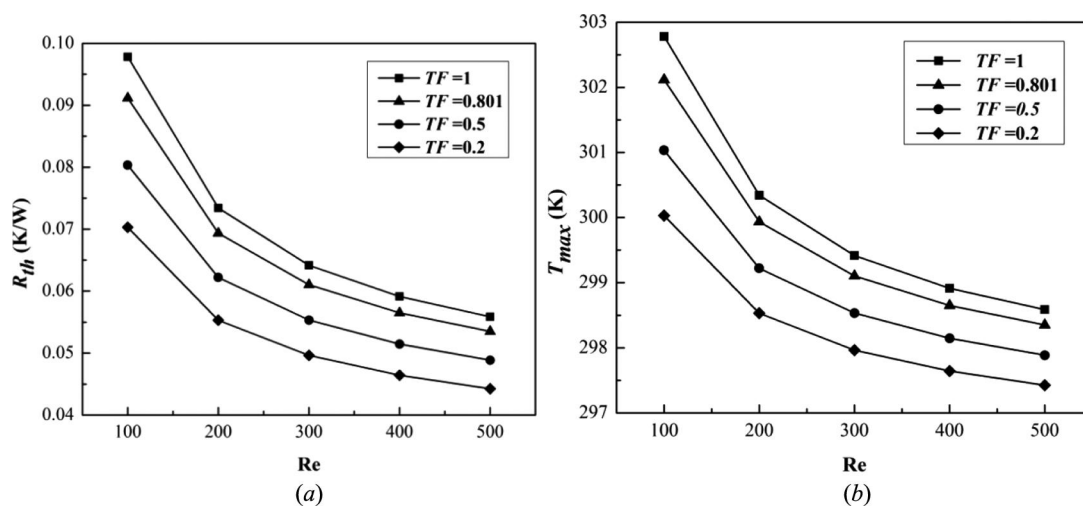 TF =1
TF =0.801
TF =0.5
TF =0.2
0.10
0.09
0.08
0.07
0.06
0.05
0.04
R_th (K/W)
100 200 300 400 500
Re
(a)
TF =1
TF =0.801
TF =0.5
TF =0.2
303
302
301
300
299
298
297
T_max (K)
100 200 300 400 500
Re
(b)